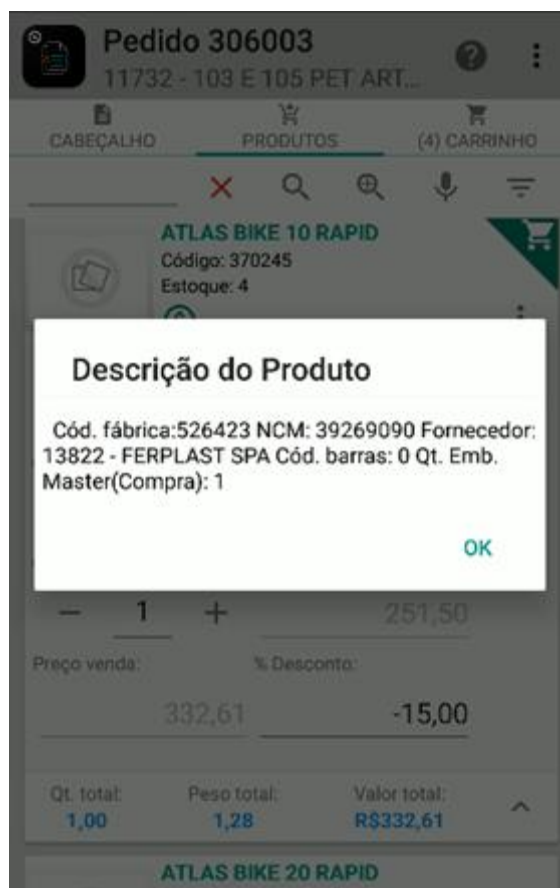 Pedido 306003
11732 - 103 E 105 PET ART...
CABEÇALHO
PRODUTOS
(4) CARRINHO
ATLAS BIKE 10 RAPID
Código: 370245
Estoque: 4
Descrição do Produto
Cód. fábrica:526423 NCM: 39269090 Fornecedor:
13822 - FERPLAST SPA Cód. barras: 0 Qt. Emb.
Master(Compra): 1
OK
1
251,50
Preço venda:
% Desconto:
332,61
-15,00
Qt. total:
Peso total:
Valor total:
1,00
1,28
R$332,61
ATLAS BIKE 20 RAPID